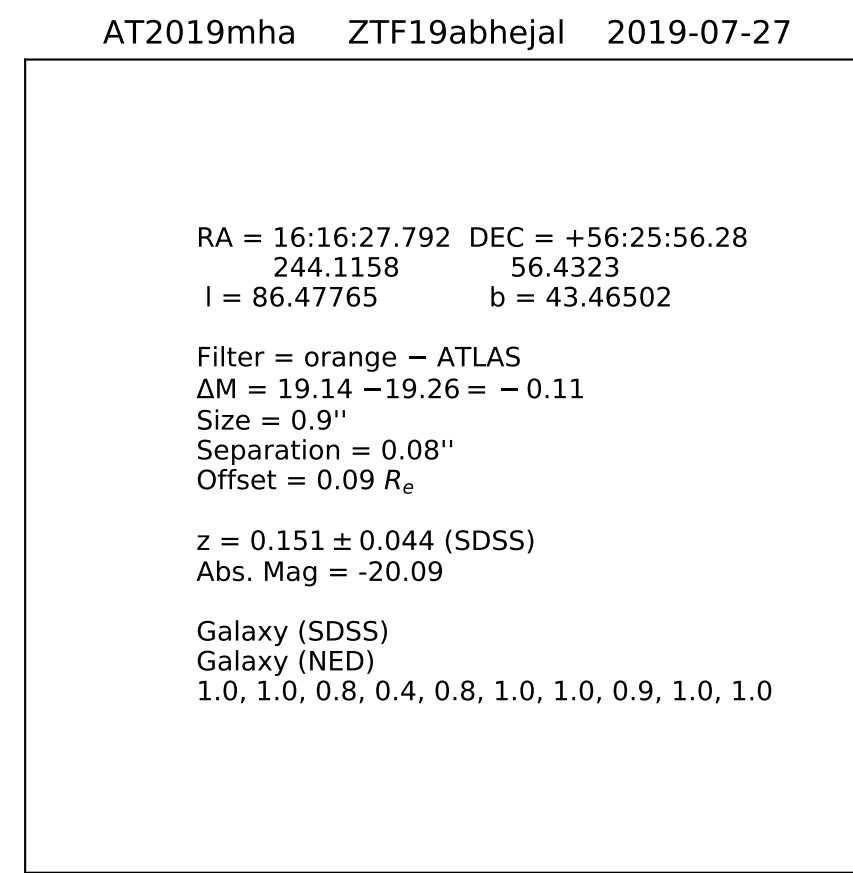 AT2019mha ZTF19abhejal 2019-07-27
RA = 16:16:27.792 DEC = +56:25:56.28
244.1158 56.4323
l = 86.47765 b = 43.46502
Filter = orange − ATLAS
ΔM = 19.14 −19.26 = − 0.11
Size = 0.9''
Separation = 0.08''
Offset = 0.09 Rₑ
z = 0.151 ± 0.044 (SDSS)
Abs. Mag = -20.09
Galaxy (SDSS)
Galaxy (NED)
1.0, 1.0, 0.8, 0.4, 0.8, 1.0, 1.0, 0.9, 1.0, 1.0